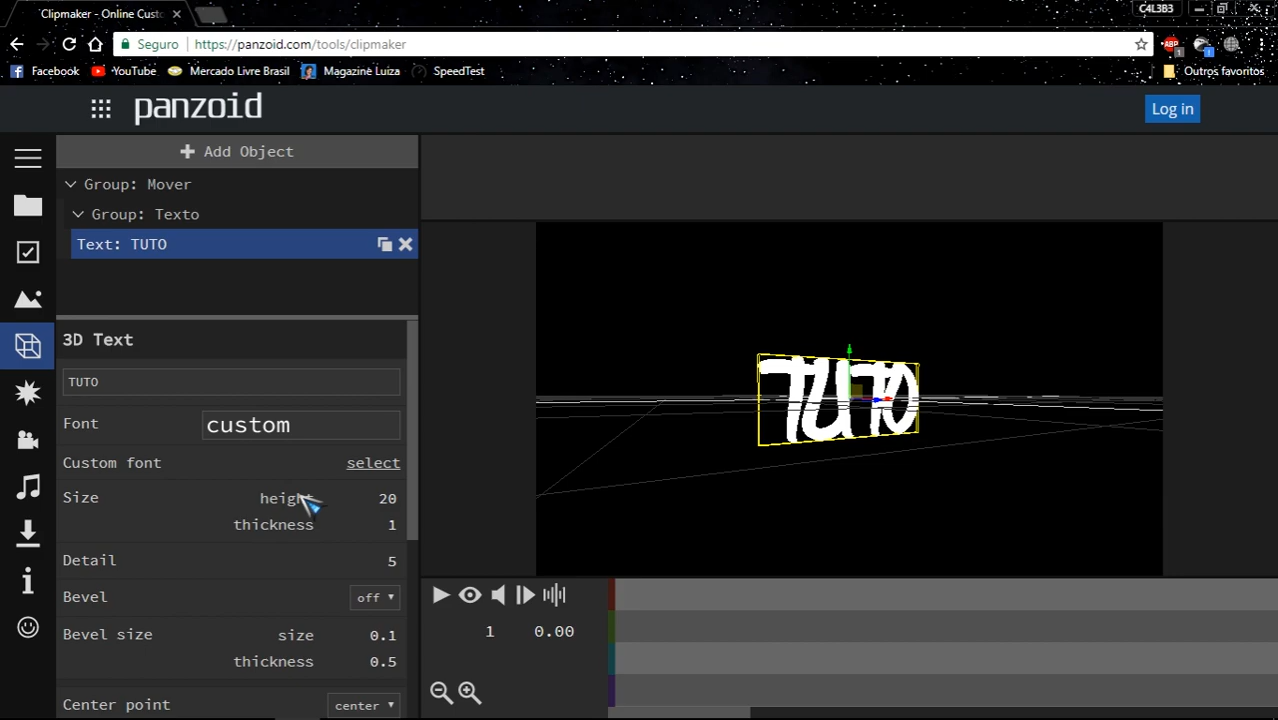 Clipmaker - Online Custo
C4L3B3
Seguro https://panzoid.com/tools/clipmaker
ABP
1
Facebook YouTube Mercado Livre Brasil Magazine Luiza SpeedTest Outros favoritos
panzoid
Log in
Add Object
Group: Mover
Group: Texto
Text: TUTO
3D Text
TUTO
Font custom
Custom font select
Size height 20
thickness 1
Detail 5
Bevel off
Bevel size size 0.1
thickness 0.5
Center point center
TUTO
1 0.00